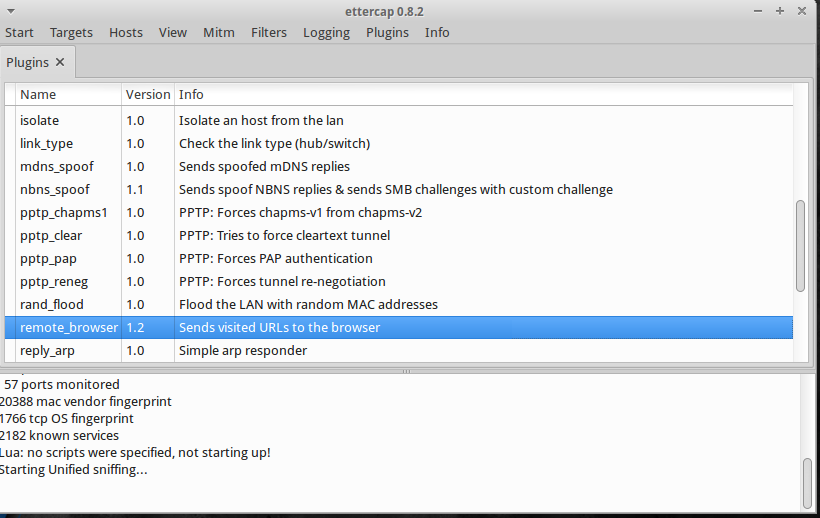 ettercap 0.8.2
Start Targets Hosts View Mitm Filters Logging Plugins Info
Plugins
Name Version Info
isolate 1.0 Isolate an host from the lan
link_type 1.0 Check the link type (hub/switch)
mdns_spoof 1.0 Sends spoofed mDNS replies
nbns_spoof 1.1 Sends spoof NBNS replies & sends SMB challenges with custom challenge
pptp_chapms1 1.0 PPTP: Forces chapms-v1 from chapms-v2
pptp_clear 1.0 PPTP: Tries to force cleartext tunnel
pptp_pap 1.0 PPTP: Forces PAP authentication
pptp_reneg 1.0 PPTP: Forces tunnel re-negotiation
rand_flood 1.0 Flood the LAN with random MAC addresses
remote_browser 1.2 Sends visited URLs to the browser
reply_arp 1.0 Simple arp responder
57 ports monitored
20388 mac vendor fingerprint
1766 tcp OS fingerprint
2182 known services
Lua: no scripts were specified, not starting up!
Starting Unified sniffing...